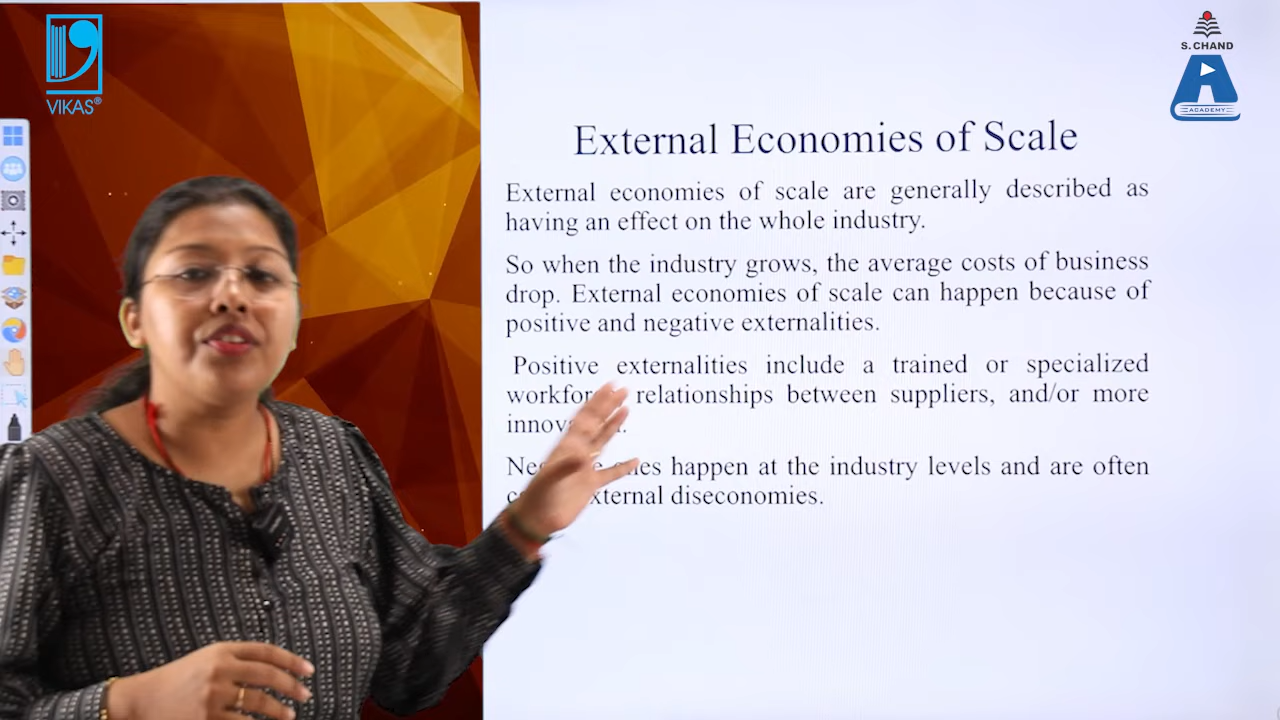 VIKAS®
S. CHAND
ACADEMY
External Economies of Scale
External economies of scale are generally described as
having an effect on the whole industry.
So when the industry grows, the average costs of business
drop. External economies of scale can happen because of
positive and negative externalities.
Positive externalities include a trained or specialized
relationships between suppliers, and/or more
happen at the industry levels and are often
diseconomies.